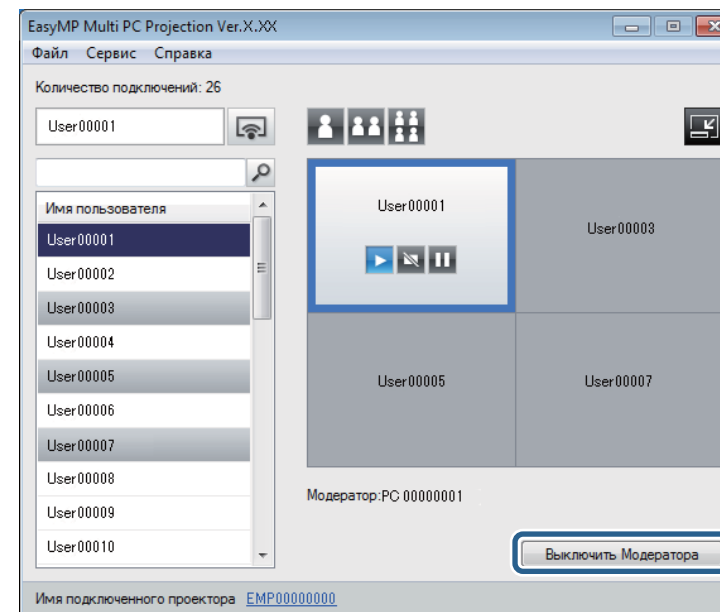 EasyMP Multi PC Projection Ver.X.XX
Файл Сервис Справка
Количество подключений: 26
User00001
Имя пользователя
User00001
User00002
User00003
User00004
User00005
User00006
User00007
User00008
User00009
User00010
User00001
User00003
User00005
User00007
Модератор:PC 00000001
Выключить Модератора
Имя подключенного проектора EMP00000000